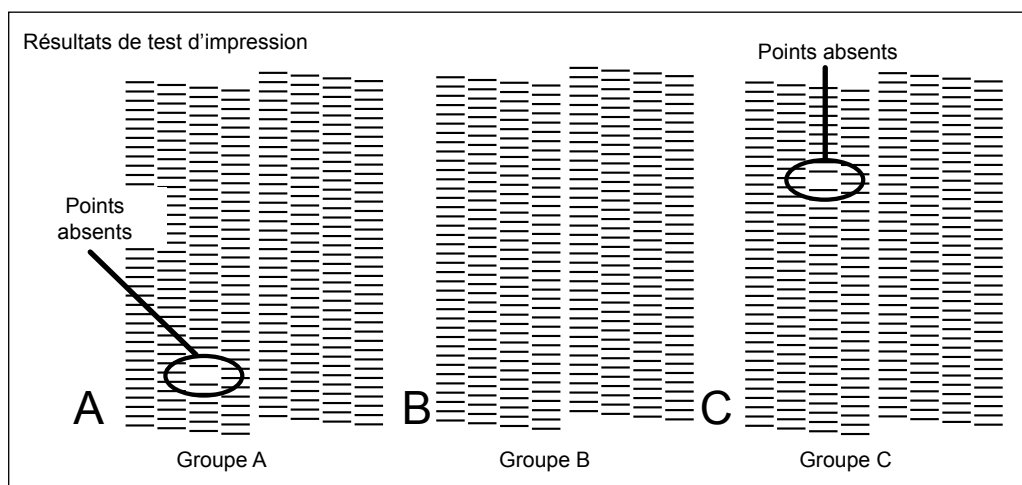 Résultats de test d’impression
Points absents
Points
absents
A
B
C
Groupe A
Groupe B
Groupe C